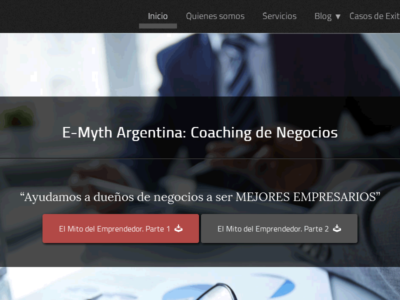 Inicio Quienes somos Servicios Blog ▼ Casos de Exit
E-Myth Argentina: Coaching de Negocios
“Ayudamos a dueños de negocios a ser MEJORES EMPRESARIOS”
El Mito del Emprendedor. Parte 1 El Mito del Emprendedor. Parte 2